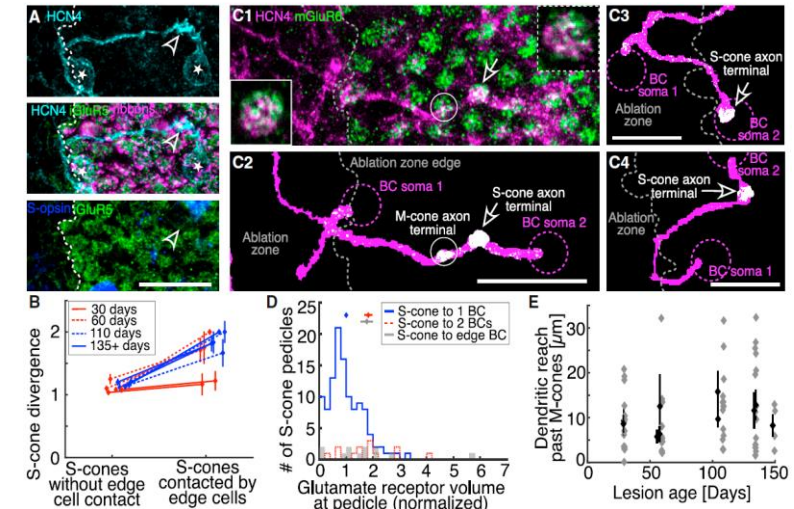 A
HCN4
HCN4 mGluR5 ribbons
S-opsin GluR5
C1 HCN4 mGluR6
C2
Ablation zone edge
BC soma 1
S-cone axon
terminal
M-cone axon
terminal
BC soma 2
Ablation
zone
C3
S-cone axon
terminal
BC
soma 1
Ablation
zone
BC
soma 2
C4
BC
soma 2
S-cone axon
terminal
Ablation
zone
BC soma 1
B
30 days
60 days
110 days
135+ days
S-cone divergence
2
1
0
S-cones
without edge
cell contact
S-cones
contacted by
edge cells
D
S-cone to 1 BC
S-cone to 2 BCs
S-cone to edge BC
# of S-cone pedicles
25
20
15
10
5
0
0 1 2 3 4 5 6 7
Glutamate receptor volume
at pedicle (normalized)
E
Dendritic reach
past M-cones [μm]
30
20
10
0
0 50 100 150
Lesion age [Days]